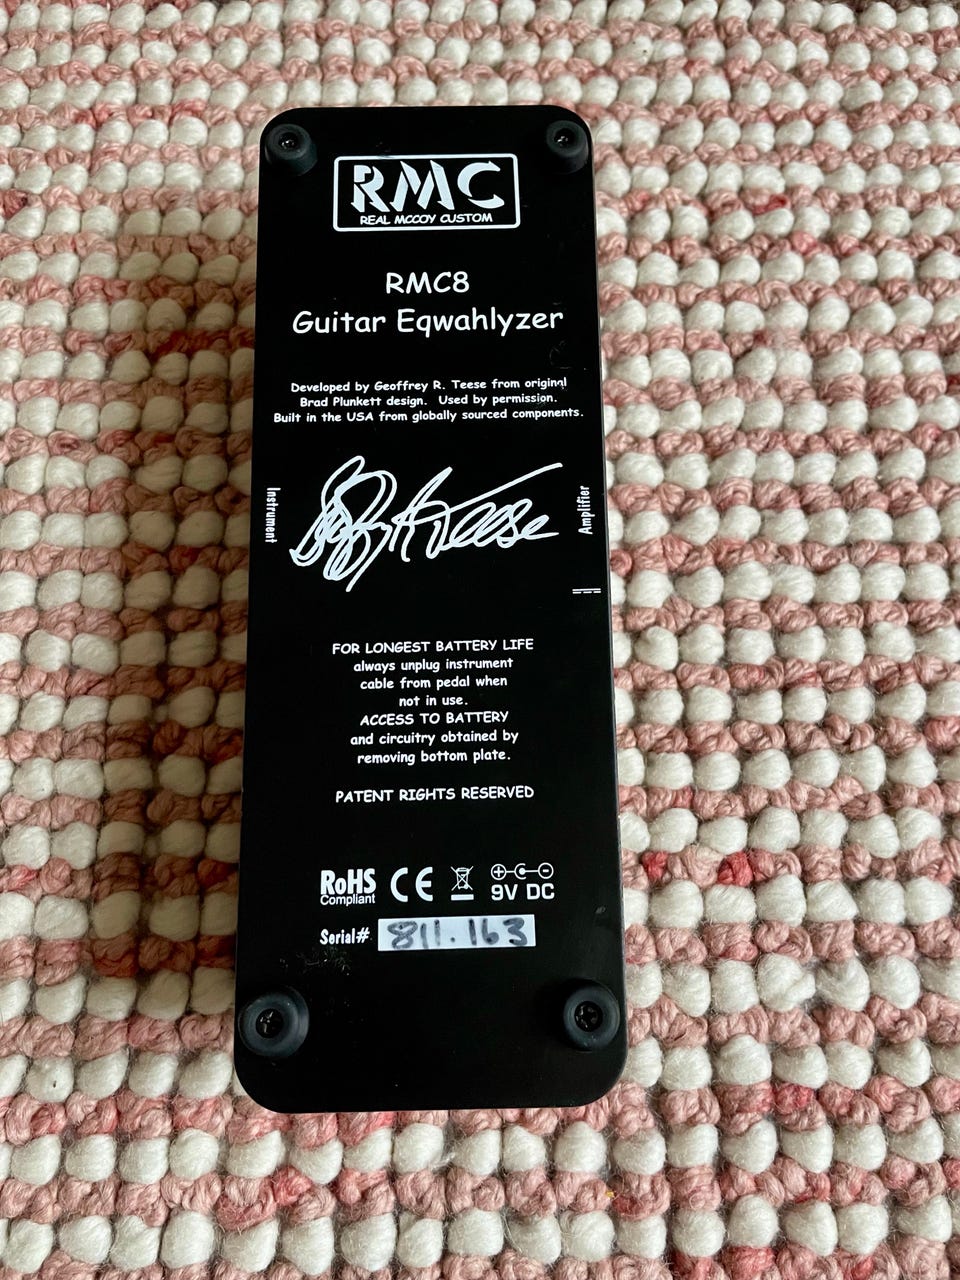 RMC
REAL MCCOY CUSTOM
RMC8
Guitar Eqwahlyzer
Developed by Geoffrey R. Teese from original
Brad Plunkett design. Used by permission.
Built in the USA from globally sourced components.
Instrument
Geoffrey R Teese
Amplifier
FOR LONGEST BATTERY LIFE
always unplug instrument
cable from pedal when
not in use.
ACCESS TO BATTERY
and circuitry obtained by
removing bottom plate.
PATENT RIGHTS RESERVED
RoHS
Compliant
CE
9V DC
Serial# 811.163